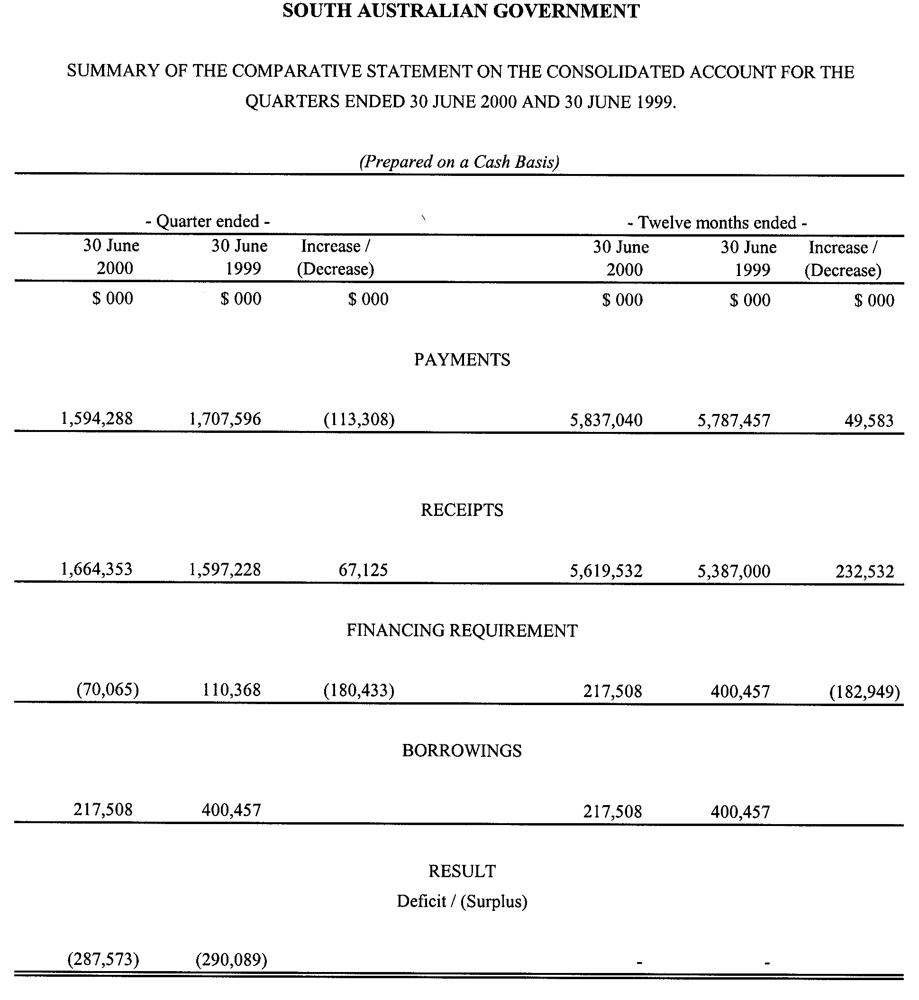 SOUTH AUSTRALIAN GOVERNMENT
SUMMARY OF THE COMPARATIVE STATEMENT ON THE CONSOLIDATED ACCOUNT FOR THE
QUARTERS ENDED 30 JUNE 2000 AND 30 JUNE 1999.
(Prepared on a Cash Basis)
- Quarter ended - - Twelve months ended -
30 June 30 June Increase / 30 June 30 June Increase /
2000 1999 (Decrease) 2000 1999 (Decrease)
$ 000 $ 000 $ 000 $ 000 $ 000 $ 000
PAYMENTS
1,594,288 1,707,596 (113,308) 5,837,040 5,787,457 49,583
RECEIPTS
1,664,353 1,597,228 67,125 5,619,532 5,387,000 232,532
FINANCING REQUIREMENT
(70,065) 110,368 (180,433) 217,508 400,457 (182,949)
BORROWINGS
217,508 400,457 217,508 400,457
RESULT
Deficit / (Surplus)
(287,573) (290,089) - -